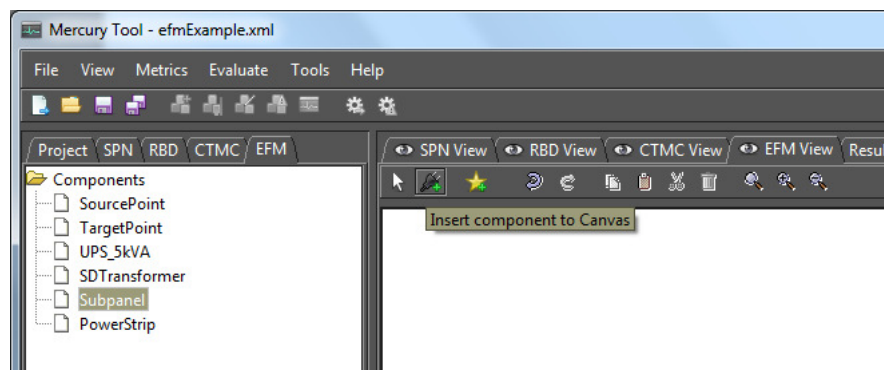 Mercury Tool - efmExample.xml
File View Metrics Evaluate Tools Help
Project SPN RBD CTMC EFM
SPN View RBD View CTMC View EFM View Resul
Components
SourcePoint
TargetPoint
UPS_5kVA
SDTransformer
Subpanel
PowerStrip
Insert component to Canvas